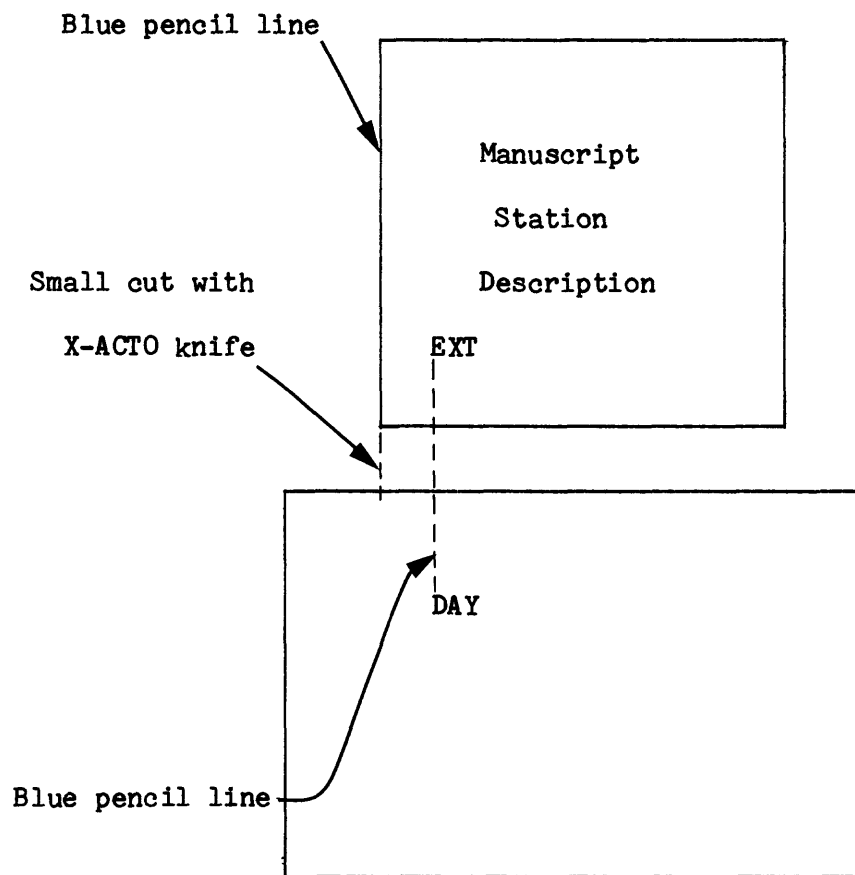 Blue pencil line
Manuscript
Station
Description
Small cut with
X-ACTO knife
EXT
DAY
Blue pencil line